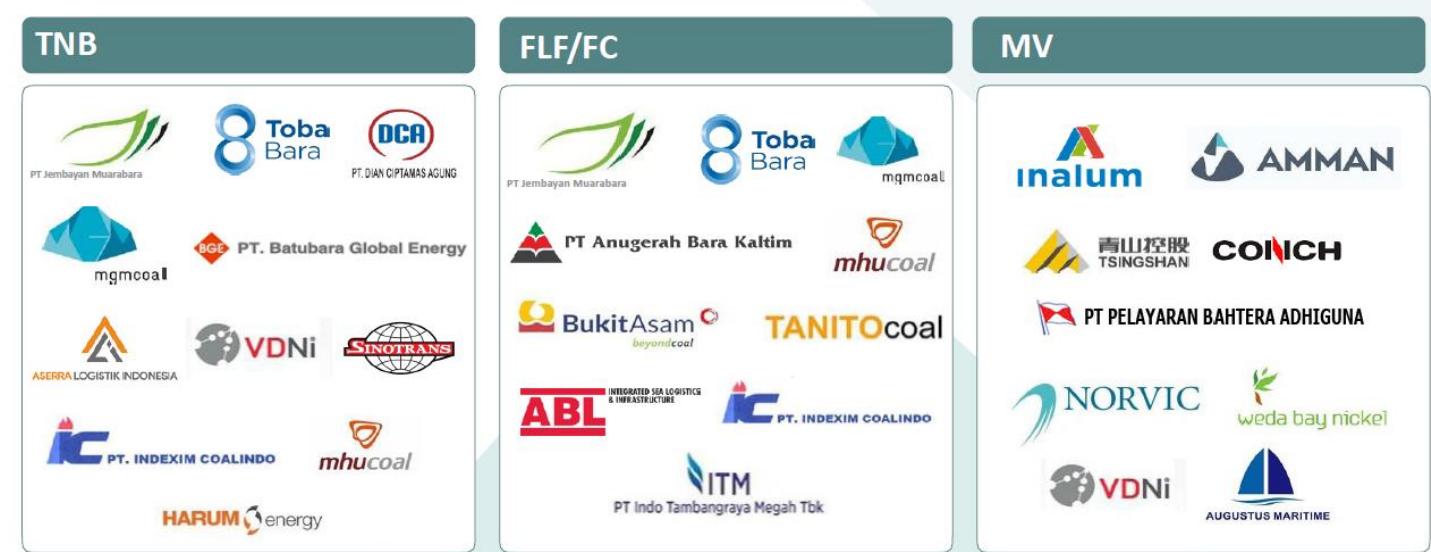 TNB
PT Jembayan Muarabara
Toba
Bara
DCA
PT. DIAN CIPTAMAS AGUNG
mgmcoal
BGE PT. Batubara Global Energy
ASERRA LOGISTIK INDONESIA
VDNi
SINOTRANS
ic PT. INDEXIM COALINDO
mhucoal
HARUM energy
FLF/FC
PT Jembayan Muarabara
Toba
Bara
mgmcoal
PT Anugerah Bara Kaltim
mhucoal
BukitAsam
beyondcoal
TANITOcoal
ABL
INTEGRATED SEA LOGISTICS
& INFRASTRUCTURE
ic PT. INDEXIM COALINDO
ITM
PT Indo Tambangraya Megah Tbk
MV
inalum
AMMAN
青山控股
TSINGSHAN
CONCH
PT PELAYARAN BAHTERA ADHIGUNA
NORVIC
weda bay nickel
VDNi
AUGUSTUS MARITIME